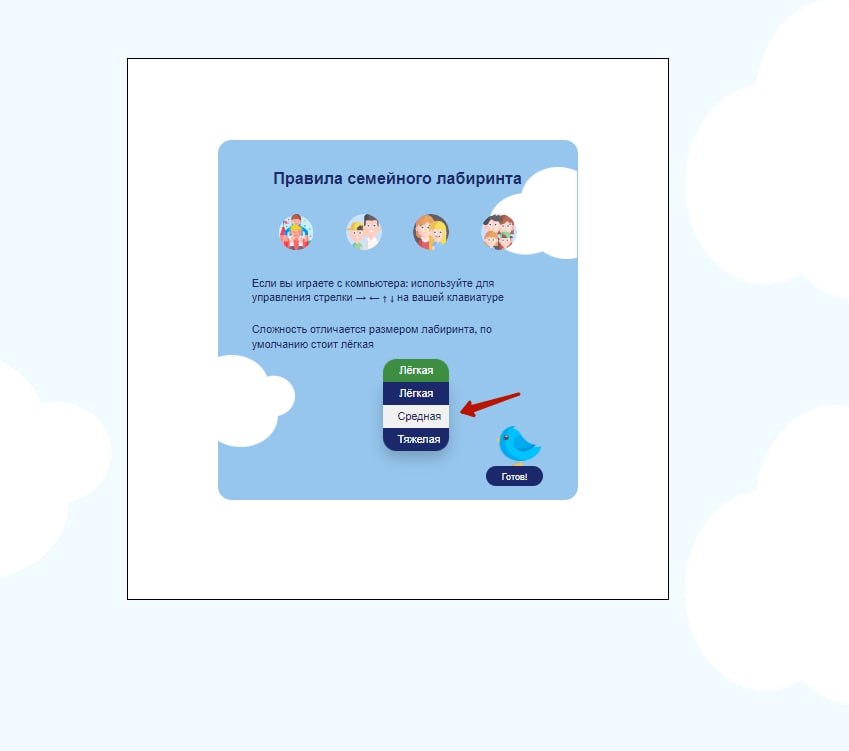 Правила семейного лабиринта
Если вы играете с компьютера: используйте для
управления стрелки → ← ↑ ↓ на вашей клавиатуре
Сложность отличается размером лабиринта, по
умолчанию стоит лёгкая
Лёгкая
Лёгкая
Средная
Тяжелая
Готов!